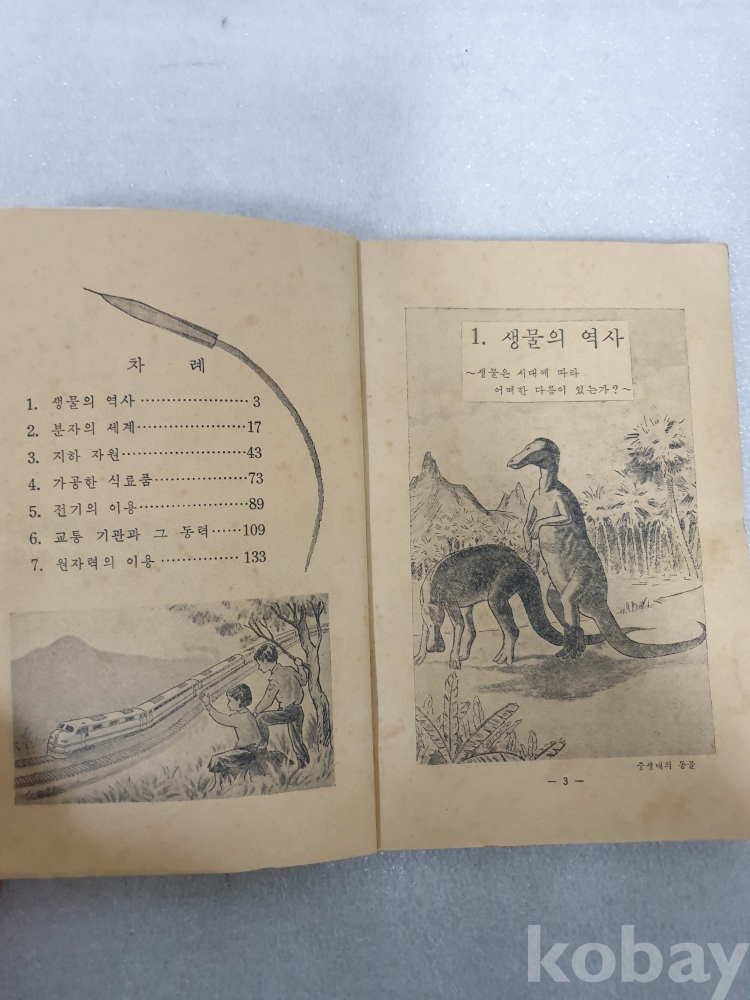 차 례
1. 생물의 역사 ····················· 3
2. 분자의 세계 ····················· 17
3. 지하 자원 ······················· 43
4. 가공한 식료품 ·················· 73
5. 전기의 이용 ····················· 89
6. 교통 기관과 그 동력 ······ 109
7. 원자력의 이용 ··············· 133
1. 생물의 역사
~생물은 시대에 따라
어떠한 다름이 있는가?~
중생대의 동물
— 3 —
kobay